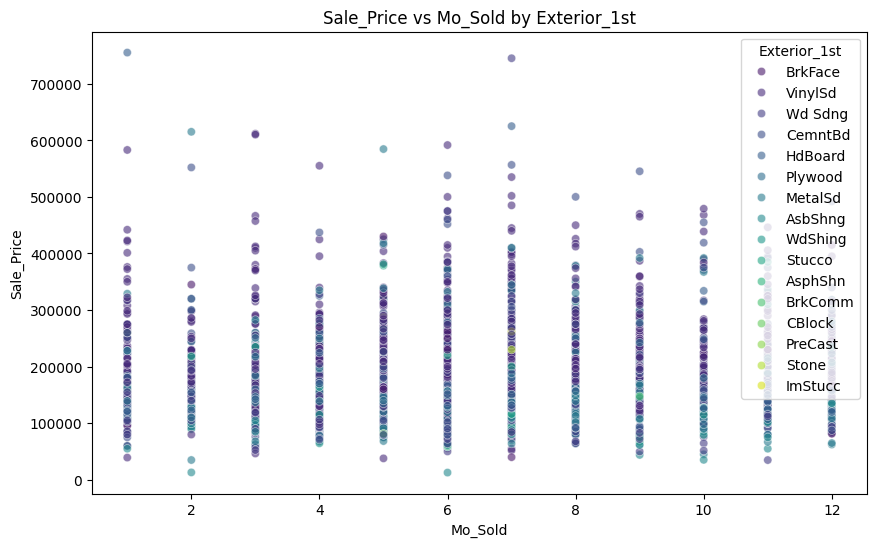 Sale_Price vs Mo_Sold by Exterior_1st
Sale_Price
700000
600000
500000
400000
300000
200000
100000
0
2
4
6
8
10
12
Mo_Sold
Exterior_1st
BrkFace
VinylSd
Wd Sdng
CemntBd
HdBoard
Plywood
MetalSd
AsbShng
WdShing
Stucco
AsphShn
BrkComm
CBlock
PreCast
Stone
ImStucc